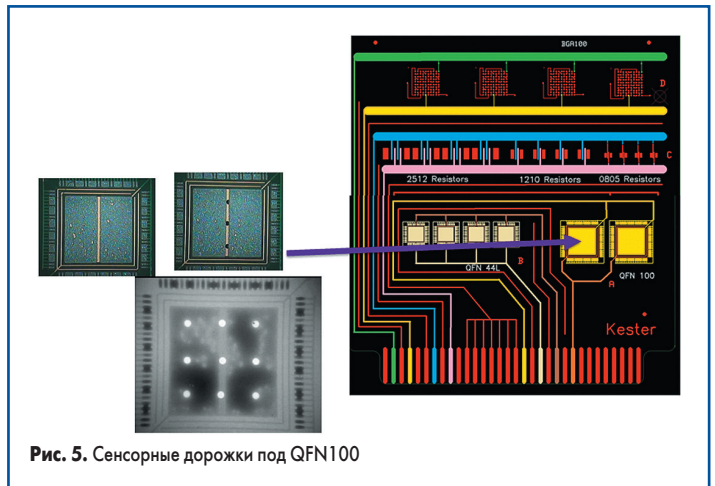 BGA100
D
C
2512 Resistors 1210 Resistors 0805 Resistors
B
QFN 44L
A
QFN 100
Kester
Рис. 5. Сенсорные дорожки под QFN100